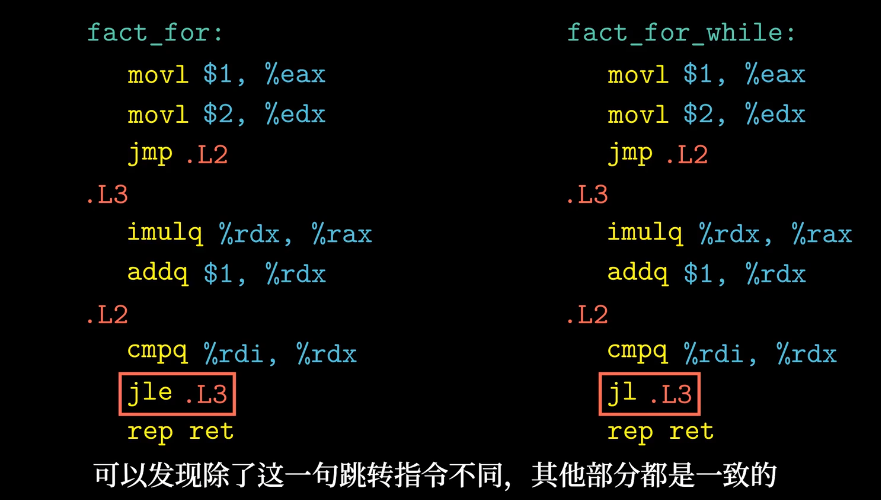 fact_for:
movl $1, %eax
movl $2, %edx
jmp .L2
.L3
imulq %rdx, %rax
addq $1, %rdx
.L2
cmpq %rdi, %rdx
jle .L3
rep ret
fact_for_while:
movl $1, %eax
movl $2, %edx
jmp .L2
.L3
imulq %rdx, %rax
addq $1, %rdx
.L2
cmpq %rdi, %rdx
jl .L3
rep ret
可以发现除了这一句跳转指令不同，其他部分都是一致的